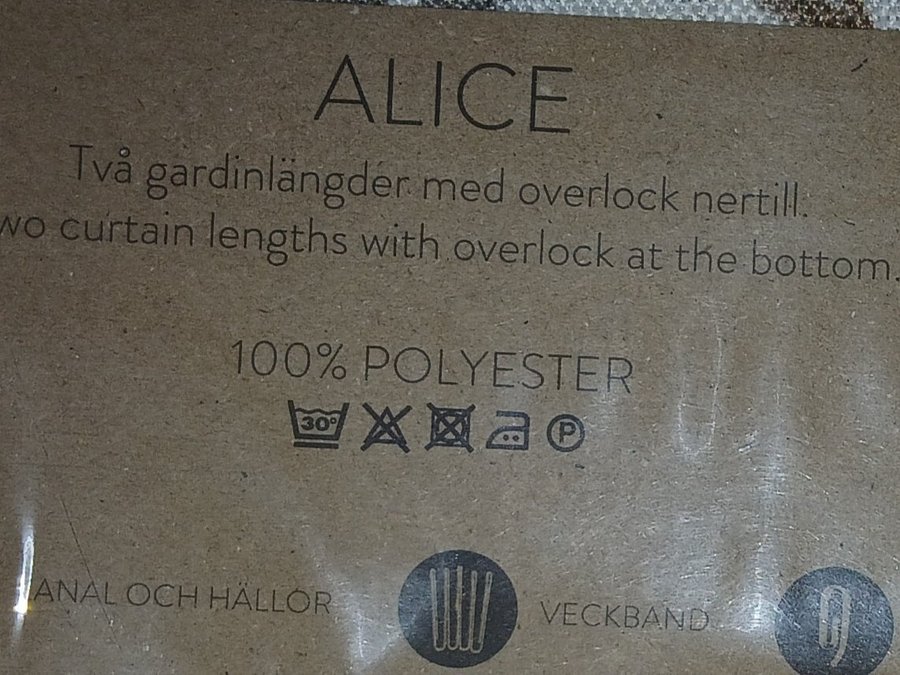 ALICE
Två gardinlängder med overlock nertill.
wo curtain lengths with overlock at the bottom.
100% POLYESTER
30° P
ANAL OCH HÄLLOR VECKBAND